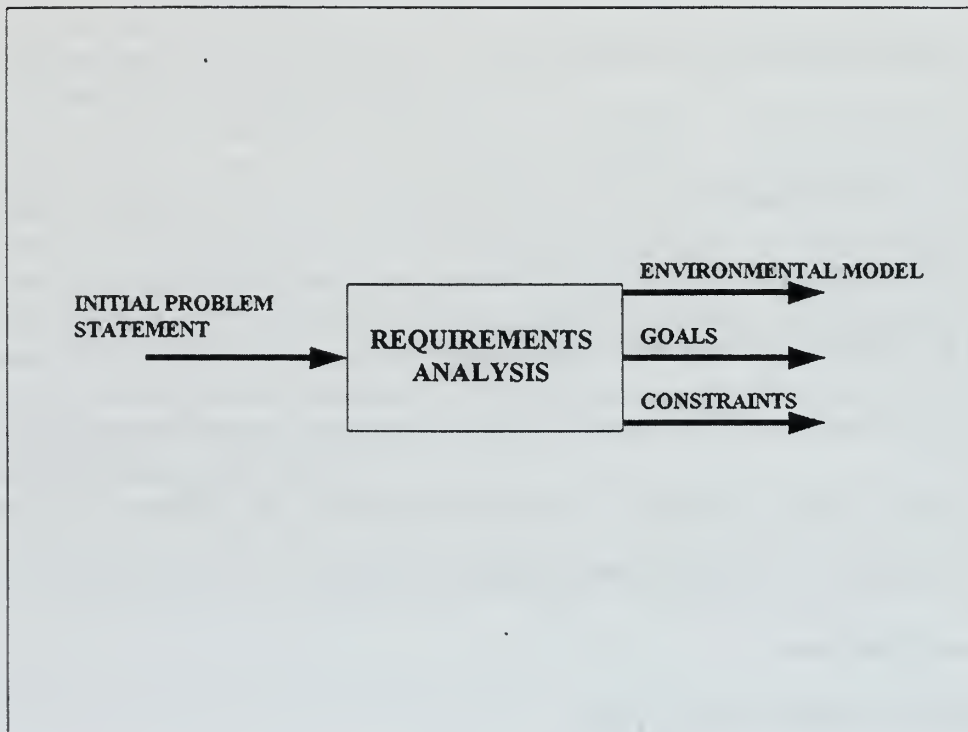 INITIAL PROBLEM
STATEMENT
REQUIREMENTS
ANALYSIS
ENVIRONMENTAL MODEL
GOALS
CONSTRAINTS